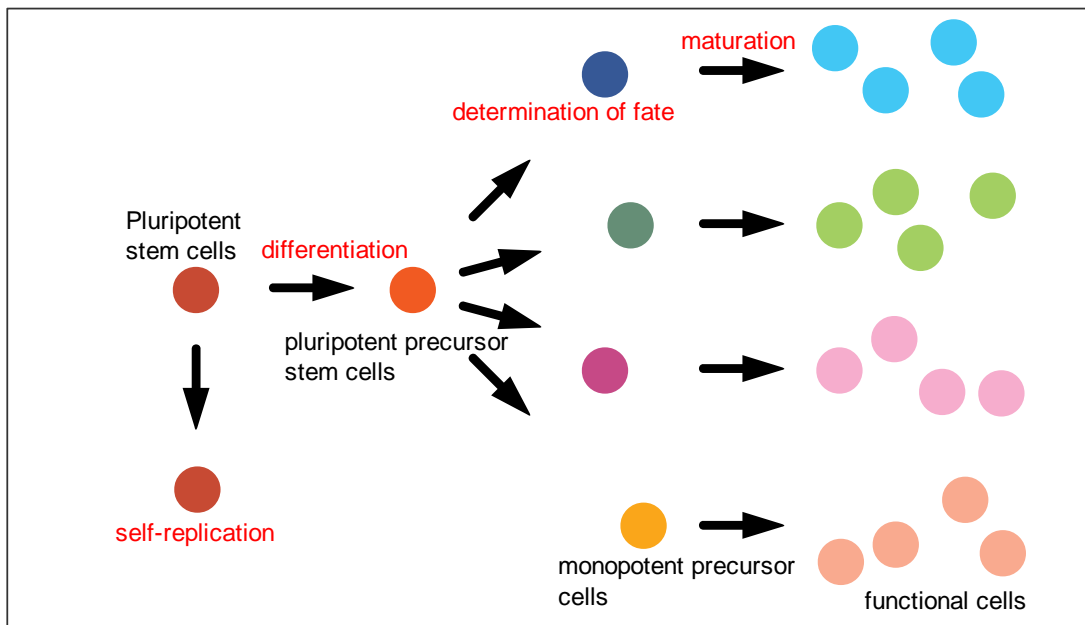 maturation
determination of fate
Pluripotent
stem cells
differentiation
pluripotent precursor
stem cells
self-replication
monopotent precursor
cells
functional cells